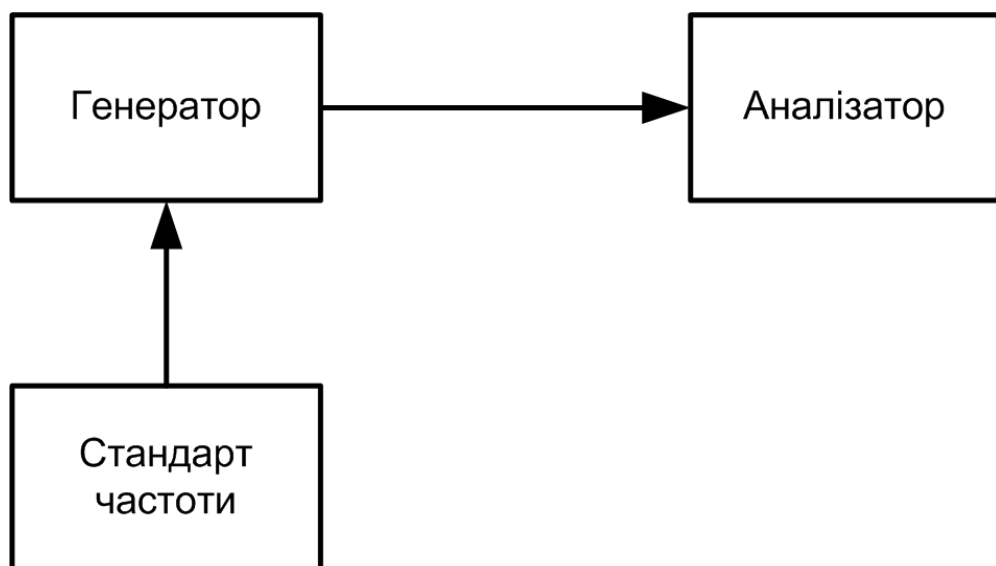 Генератор
Аналізатор
Стандарт
частоти